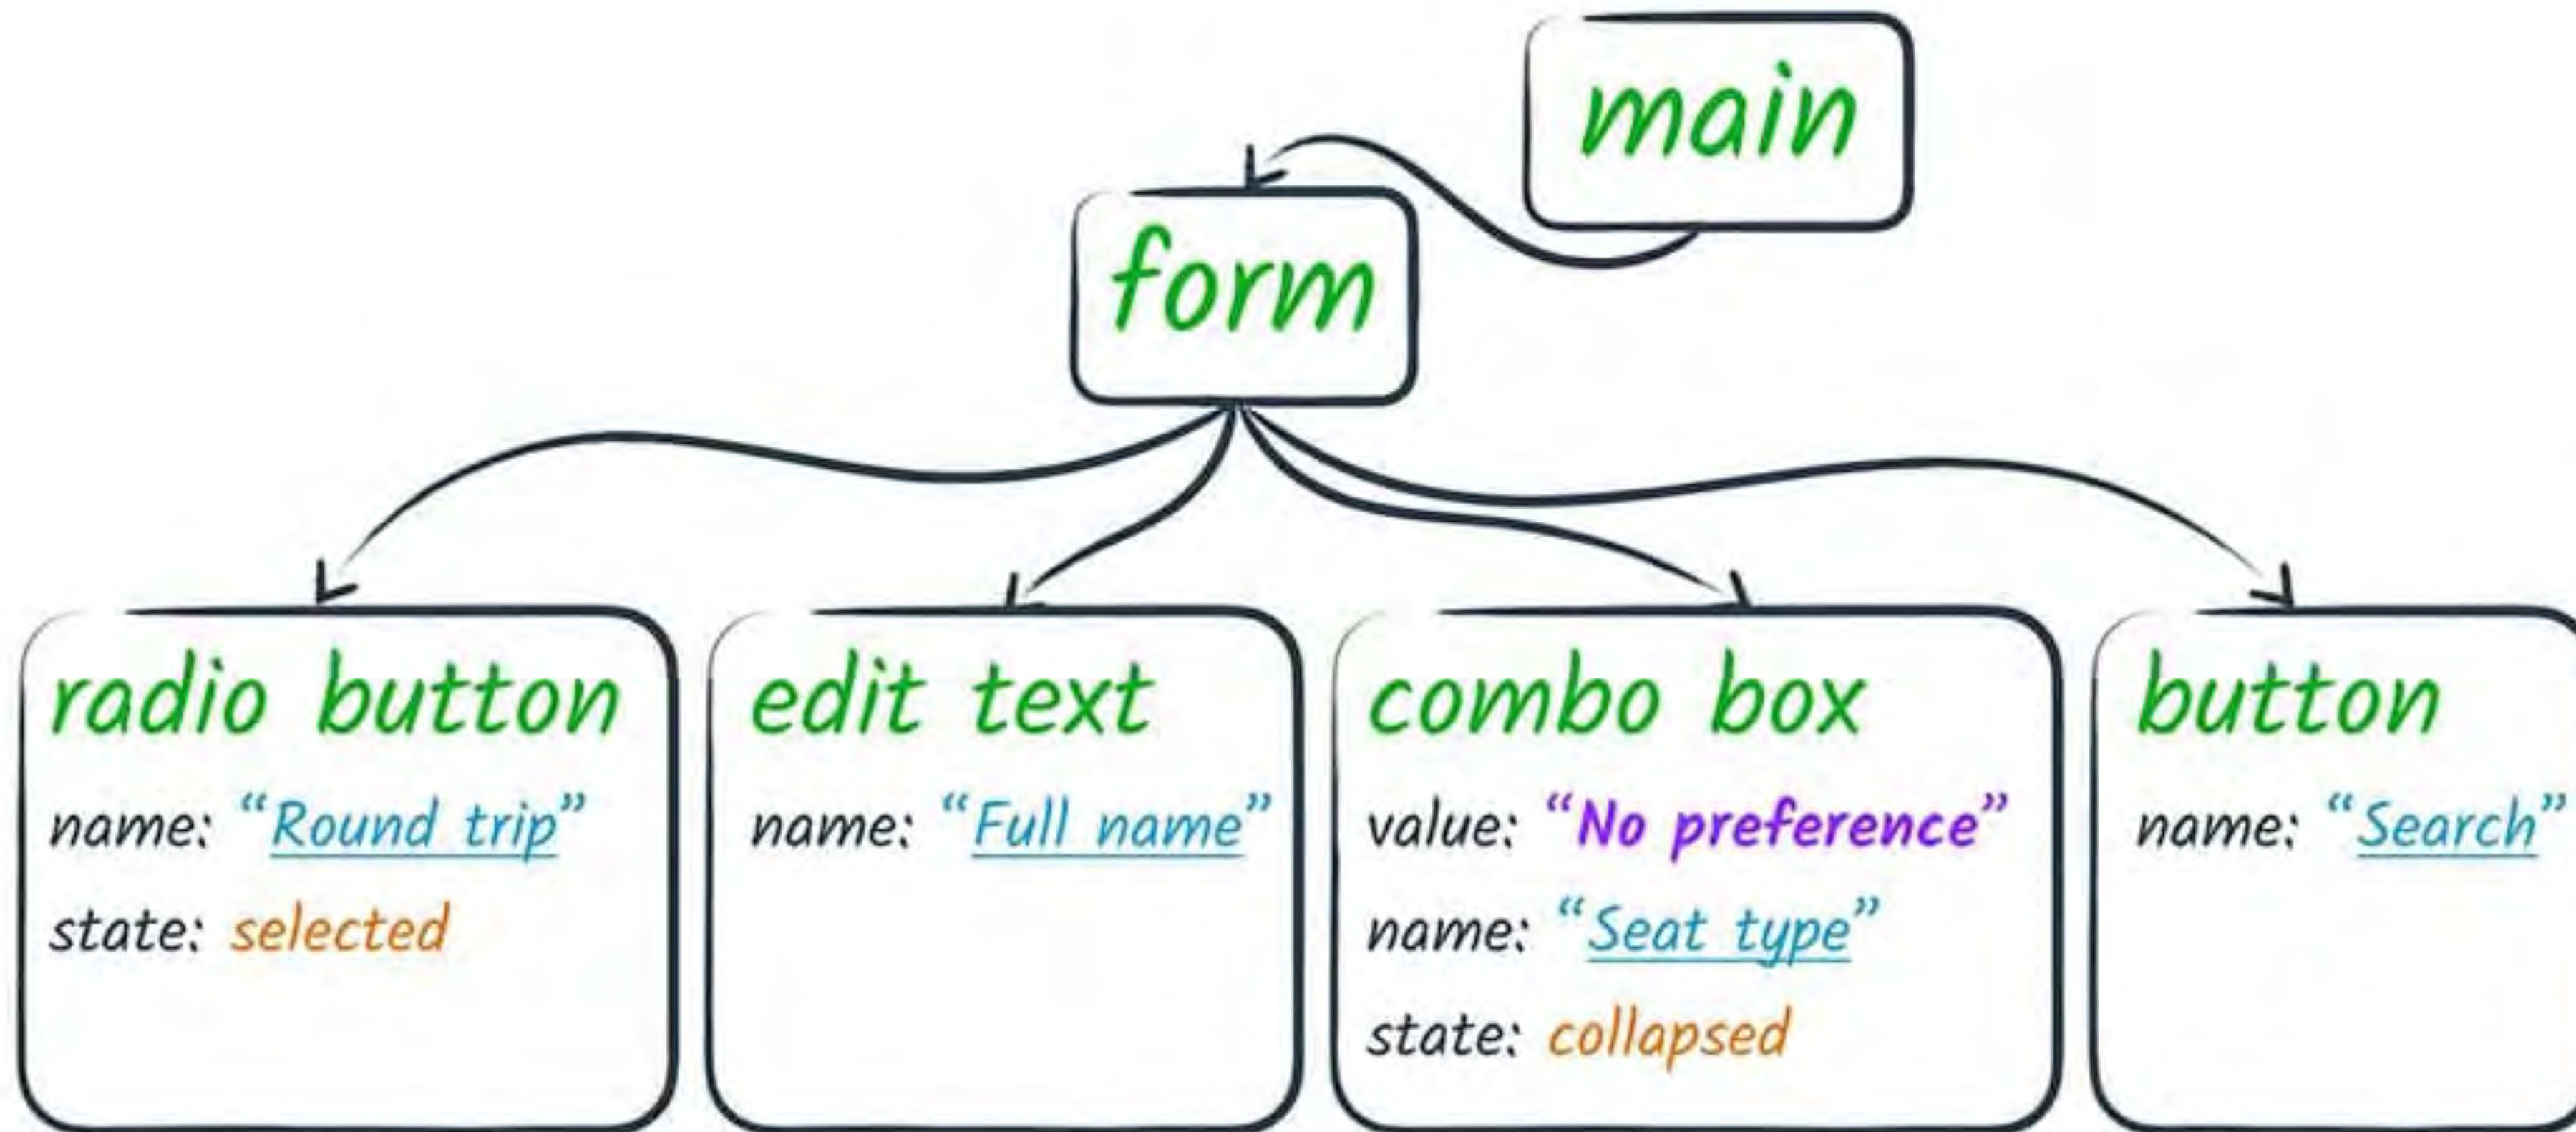 main
form
radio button
name: “Round trip”
state: selected
edit text
name: “Full name”
combo box
value: “No preference”
name: “Seat type”
state: collapsed
button
name: “Search”